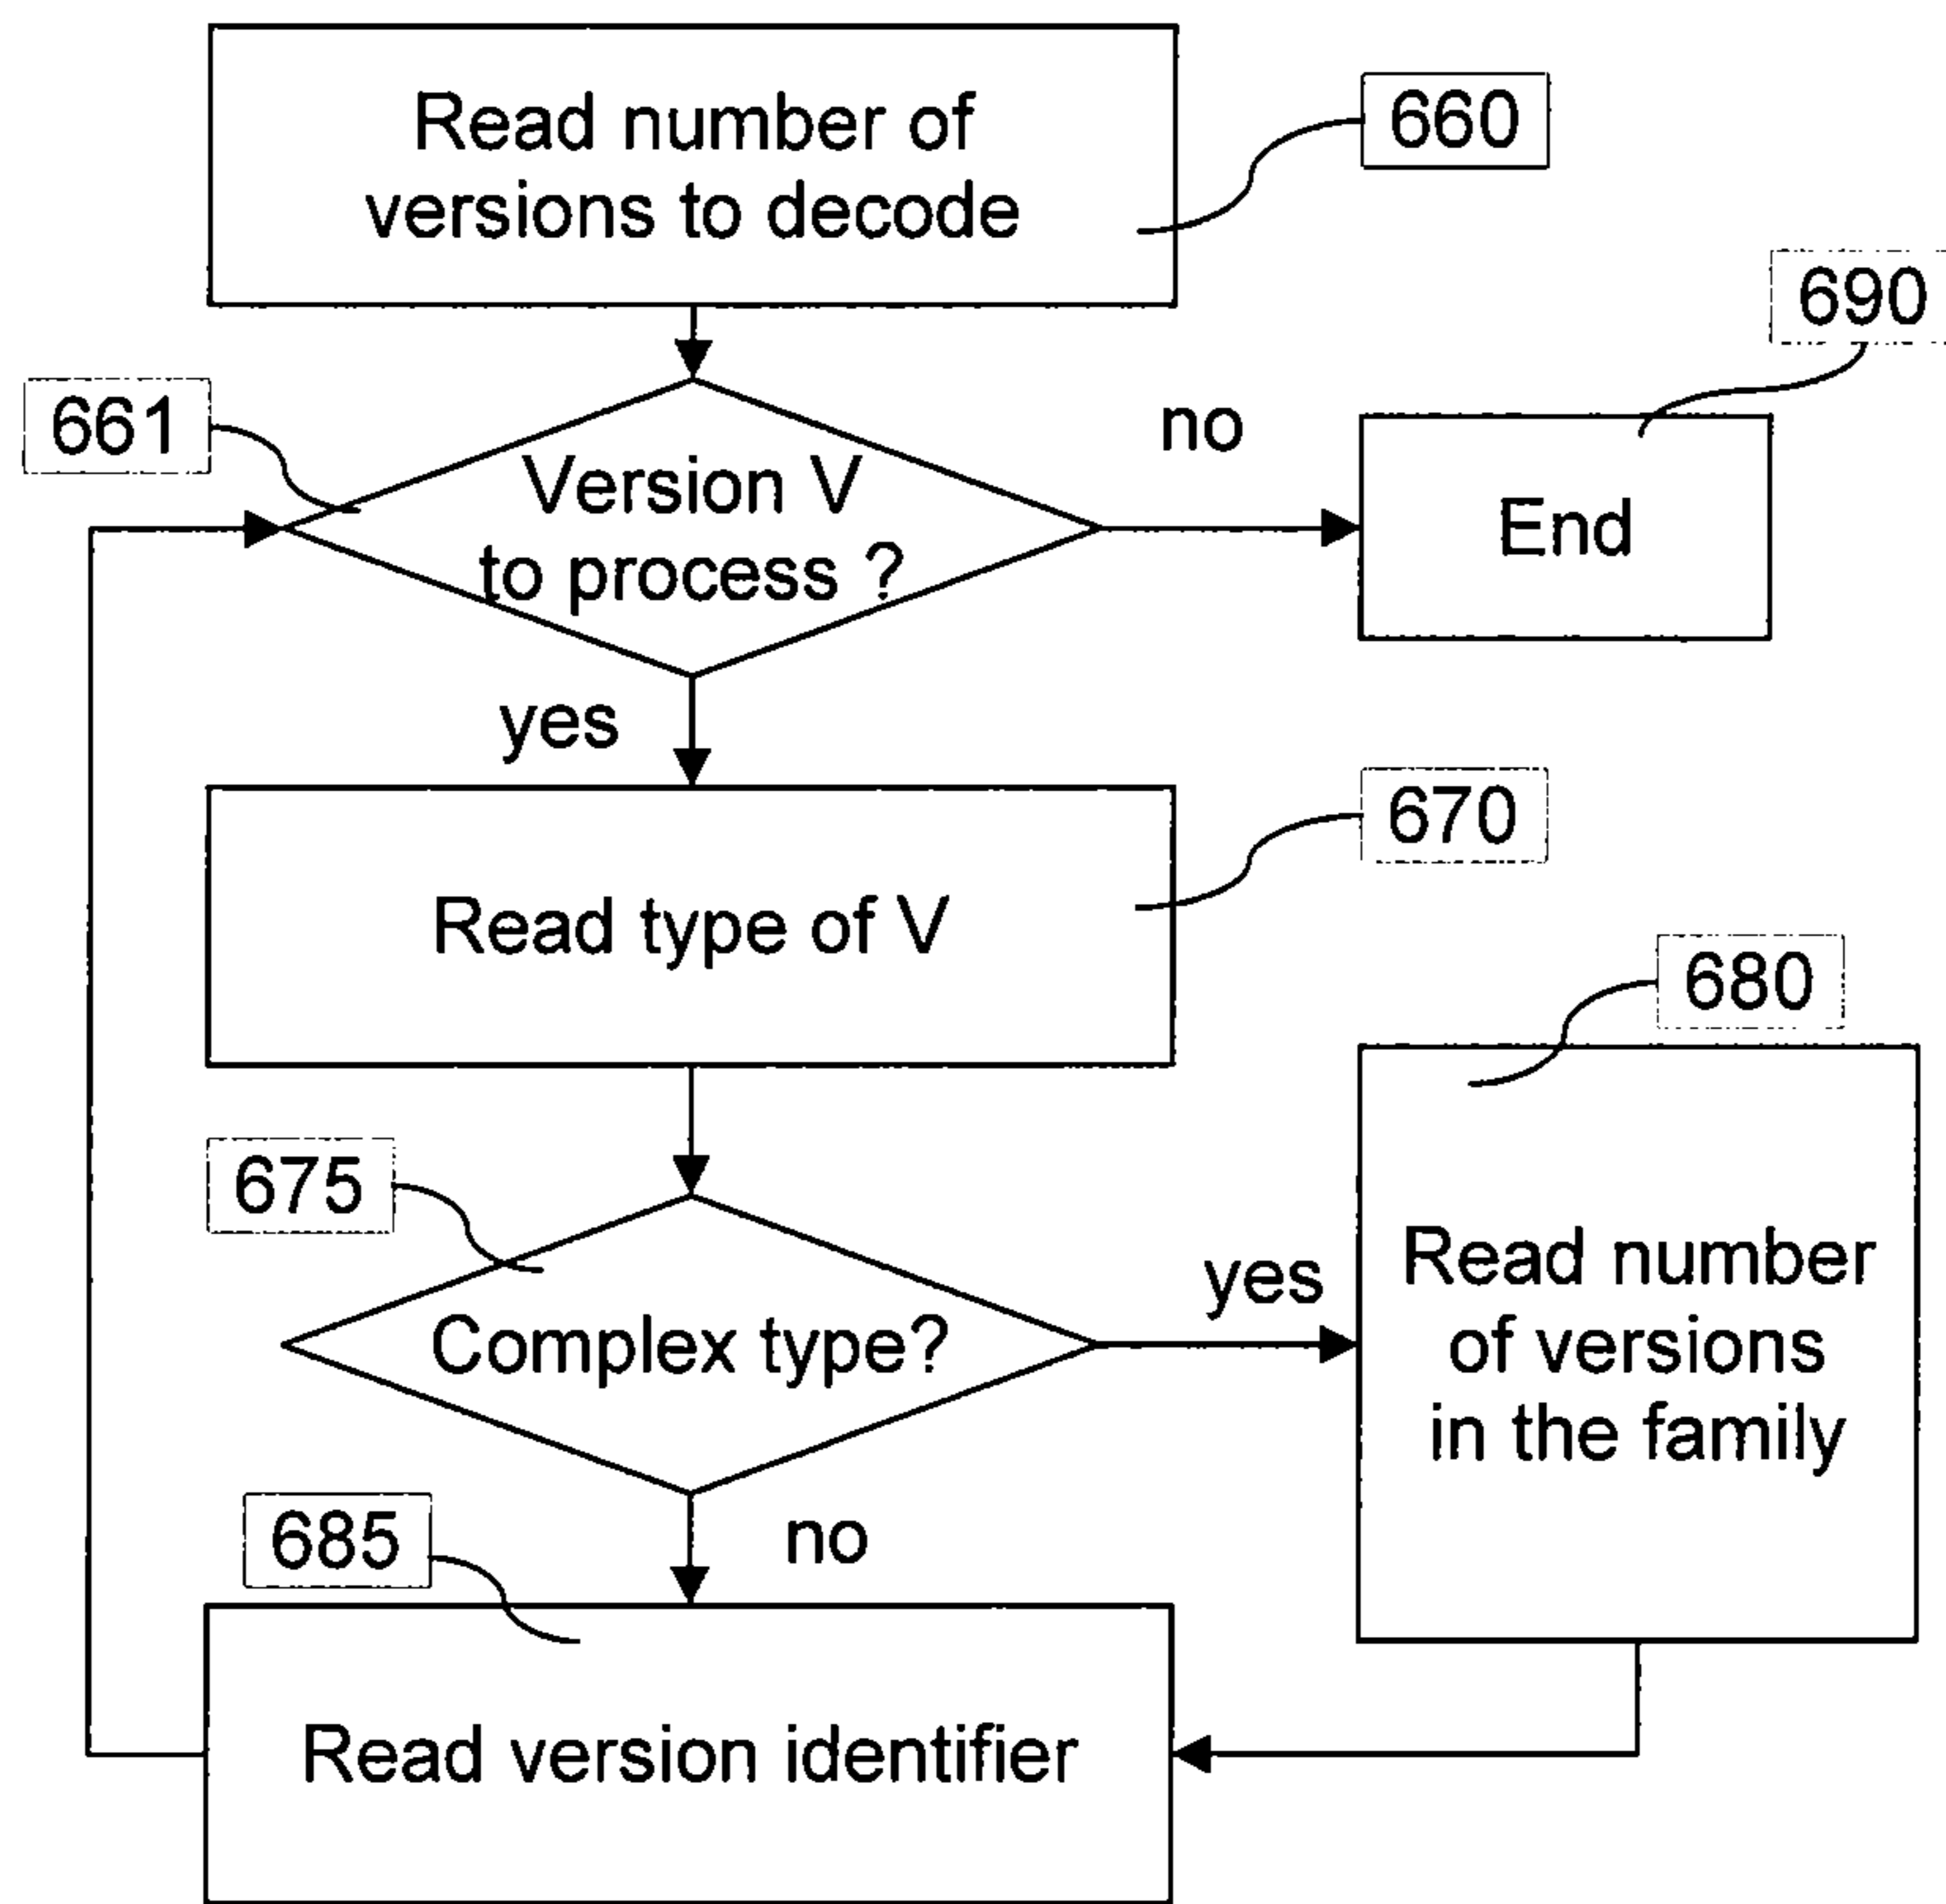 Read number of
versions to decode
660
690
661
no
Version V
to process ?
End
yes
670
Read type of V
680
675
yes
Complex type?
Read number
of versions
in the family
685
no
Read version identifier